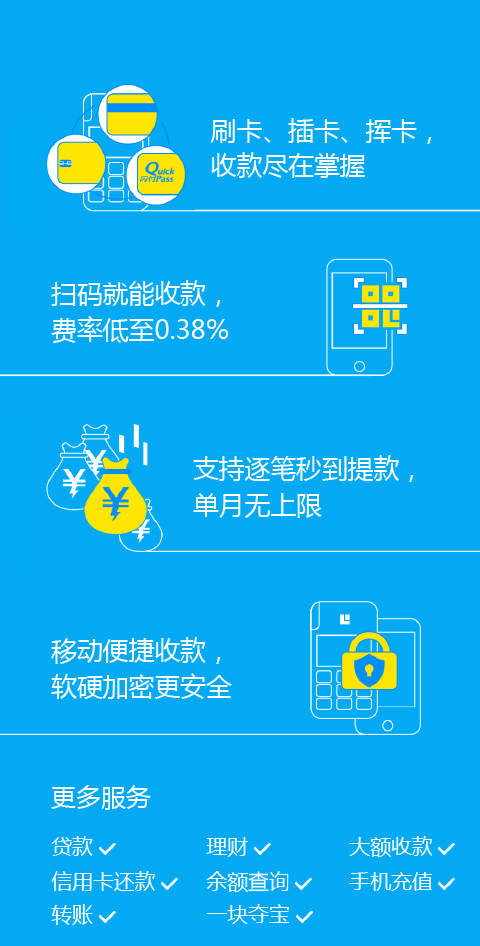 刷卡、插卡、挥卡，
收款尽在掌握
Quick
闪付Pass
扫码就能收款，
费率低至0.38%
¥
¥
¥
¥
支持逐笔秒到提款，
单月无上限
移动便捷收款，
软硬加密更安全
更多服务
贷款 理财 大额收款
信用卡还款 余额查询 手机充值
转账 一块夺宝